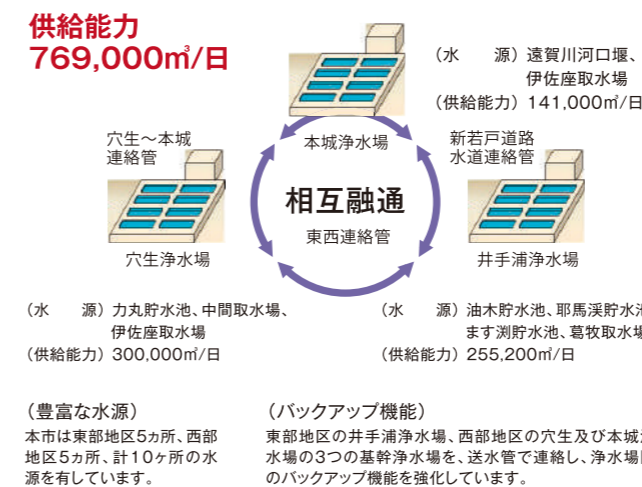 供給能力
769,000㎥/日
(水　　源) 遠賀川河口堰、
伊佐座取水場
(供給能力) 141,000㎥/日
本城浄水場
穴生～本城
連絡管
新若戸道路
水道連絡管
相互融通
東西連絡管
穴生浄水場
井手浦浄水場
(水　　源) 力丸貯水池、中間取水場、
伊佐座取水場
(供給能力) 300,000㎥/日
(水　　源) 油木貯水池、耶馬渓貯水池
ます渕貯水池、葛牧取水場
(供給能力) 255,200㎥/日
(豊富な水源)
本市は東部地区5ヵ所、西部
地区5ヵ所、計10ヶ所の水
源を有しています。
(バックアップ機能)
東部地区の井手浦浄水場、西部地区の穴生及び本城
水場の3つの基幹浄水場を、送水管で連絡し、浄水場
のバックアップ機能を強化しています。